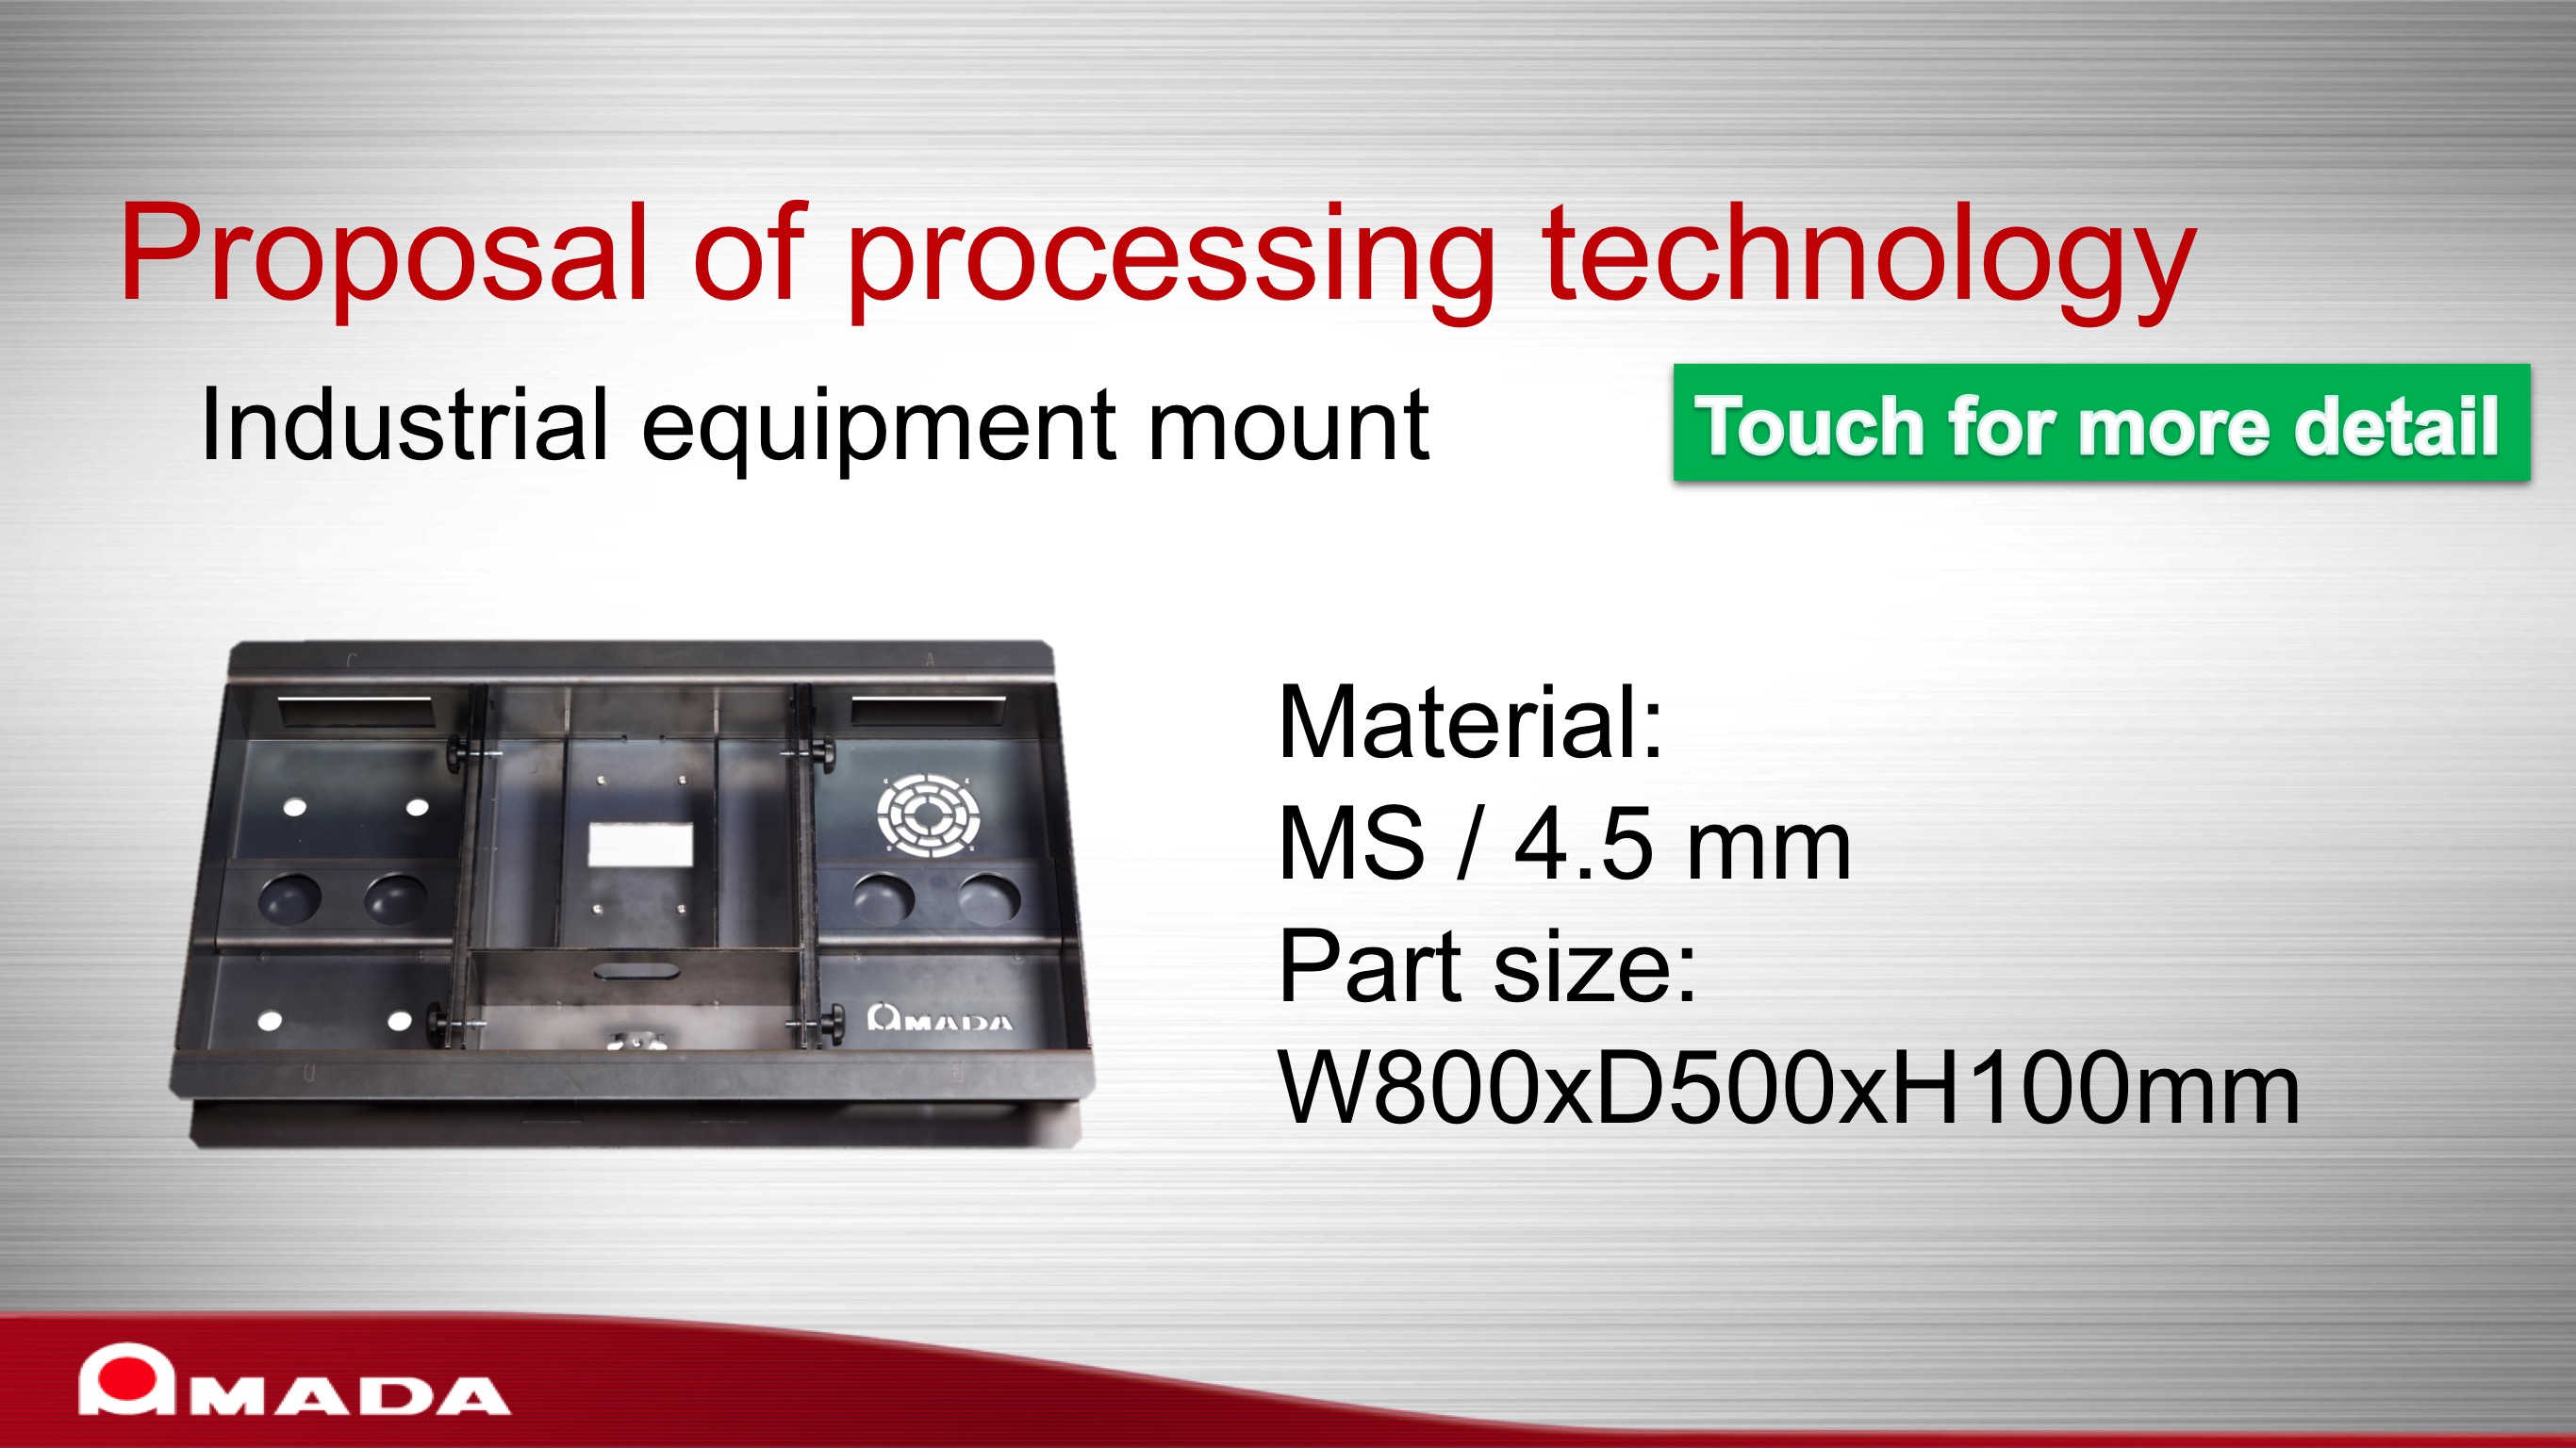 Proposal of processing technology
Industrial equipment mount
Touch for more detail
C
A
Material:
MS / 4.5 mm
Part size:
W800xD500xH100mm
AMADA
AMADA